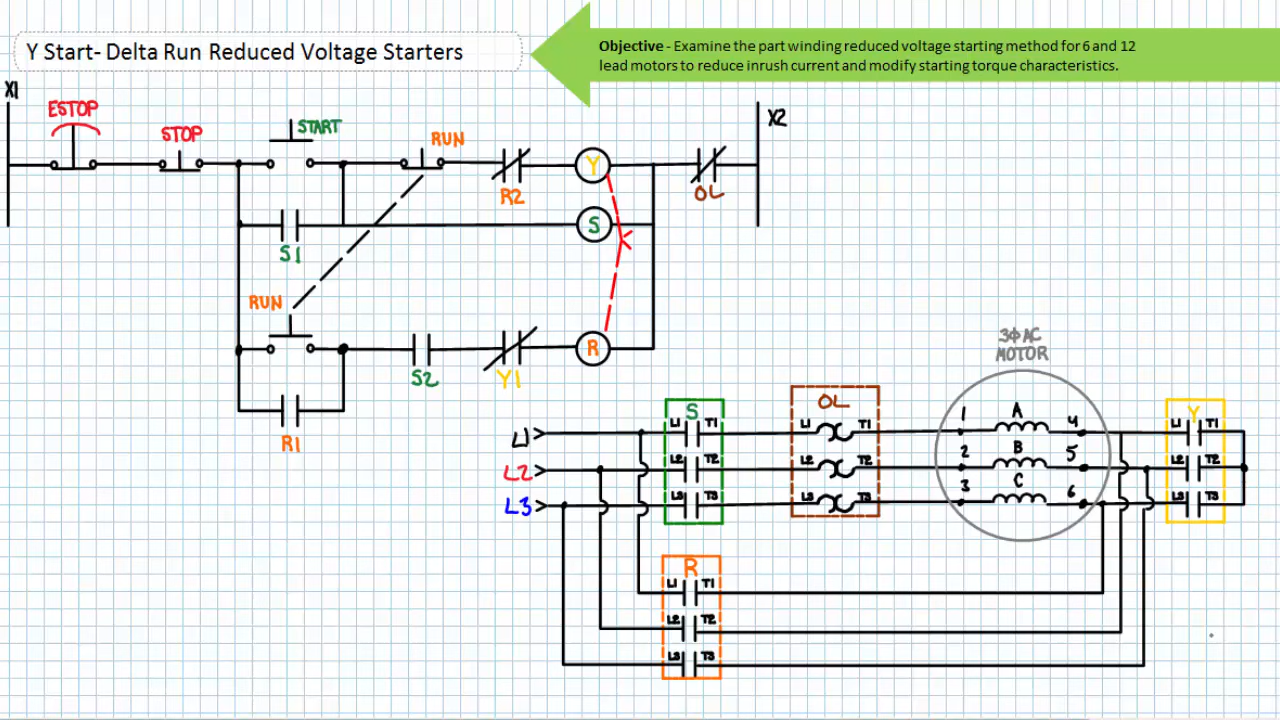 Y Start- Delta Run Reduced Voltage Starters
Objective - Examine the part winding reduced voltage starting method for 6 and 12
lead motors to reduce inrush current and modify starting torque characteristics.
X1
X2
ESTOP
STOP
START
RUN
R2
Y
OL
S1
S
RUN
S2
Y1
R
R1
3Φ AC
MOTOR
L1
L2
L3
S
L1 T1
L2 T2
L3 T3
OL
L1 T1
L2 T2
L3 T3
1 A 4
2 B 5
3 C 6
Y
L1 T1
L2 T2
L3 T3
R
L1 T1
L2 T2
L3 T3